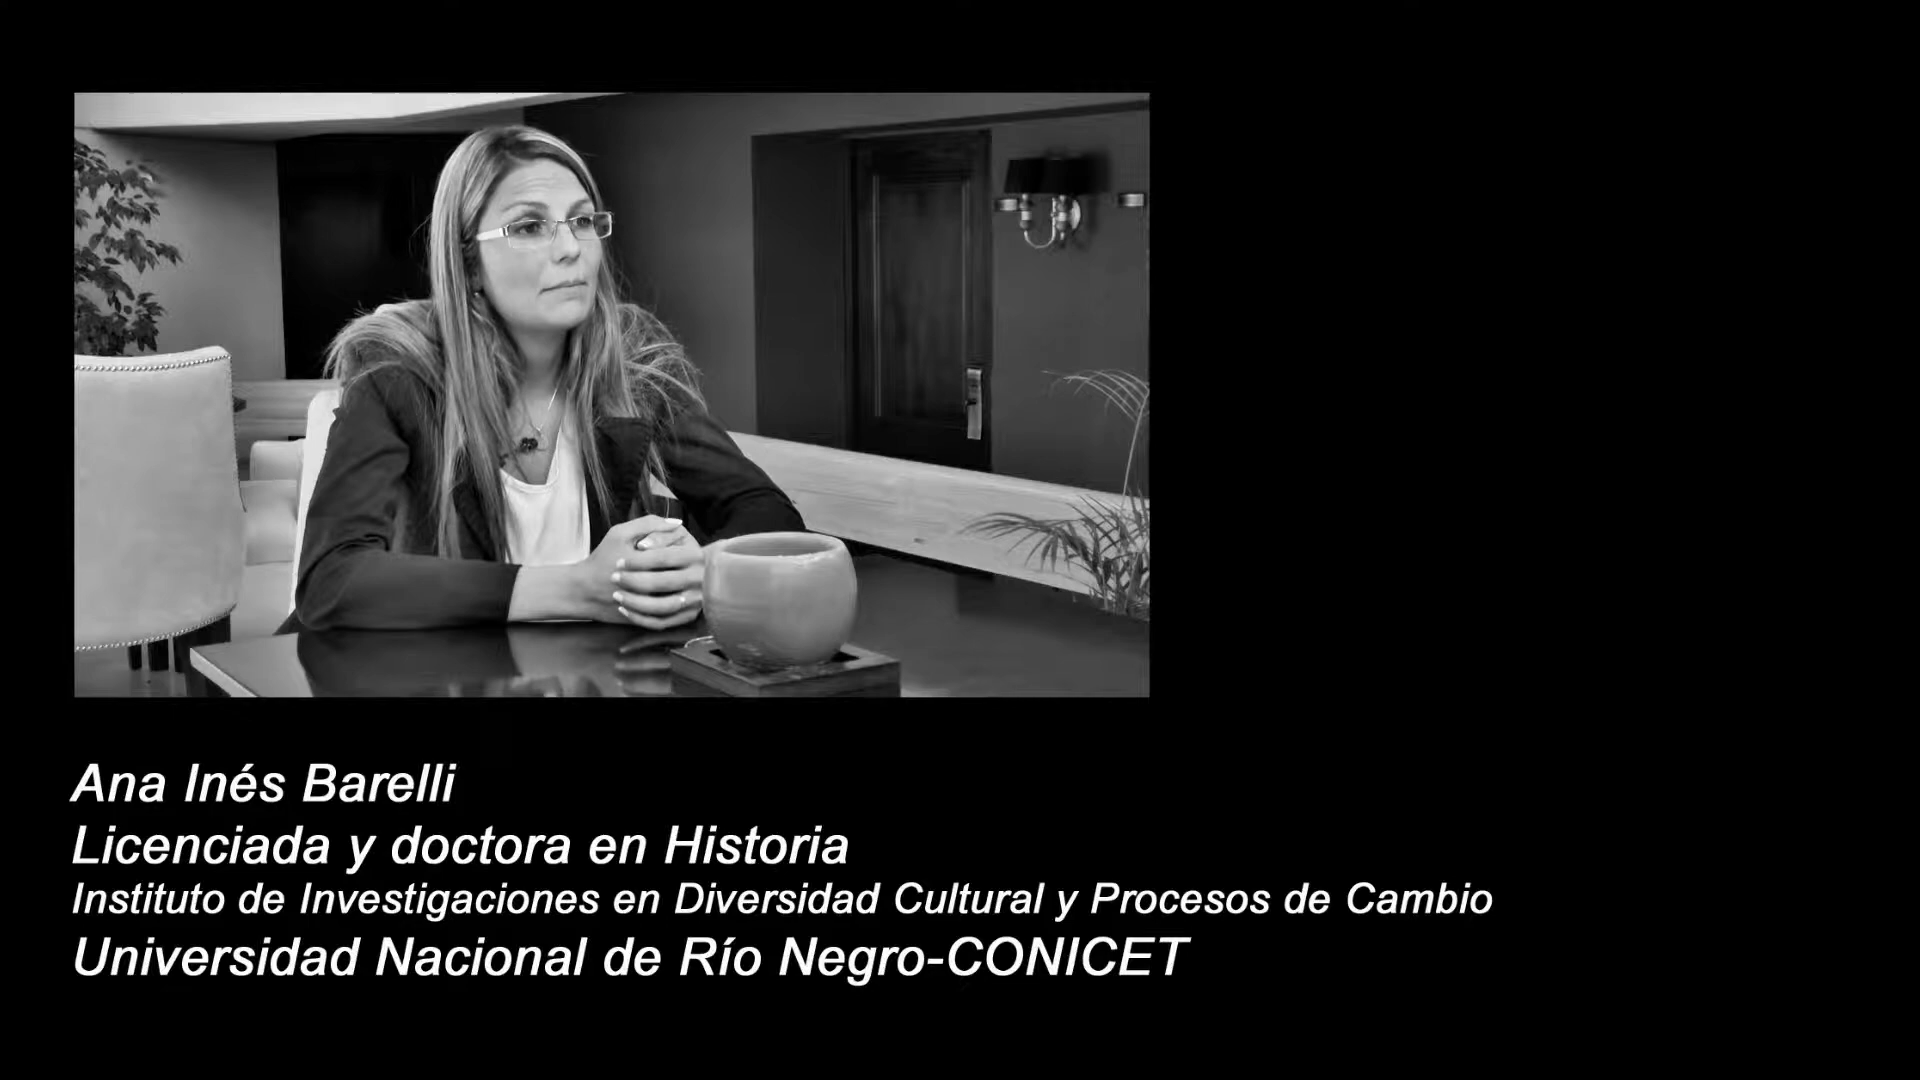 Ana Inés Barelli
Licenciada y doctora en Historia
Instituto de Investigaciones en Diversidad Cultural y Procesos de Cambio
Universidad Nacional de Río Negro-CONICET